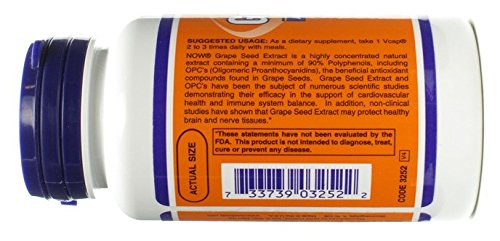 SUGGESTED USAGE: As a dietary supplement, take 1 Vcap®
2 to 3 times daily with meals.
NOW® Grape Seed Extract is a highly concentrated natural
extract containing a minimum of 90% Polyphenols, including
OPC's (Oligomeric Proanthocyanidins), the beneficial antioxidant
compounds found in Grape Seeds. Grape Seed Extract and
OPC's have been the subject of numerous scientific studies
demonstrating their efficacy in the support of cardiovascular
health and immune system balance. In addition, non-clinical
studies have shown that Grape Seed Extract may protect healthy
brain and nerve tissues.*
*These statements have not been evaluated by the
FDA. This product is not intended to diagnose, treat,
cure or prevent any disease.
ACTUAL SIZE
7 33739 03252 2
CODE 3252 V4